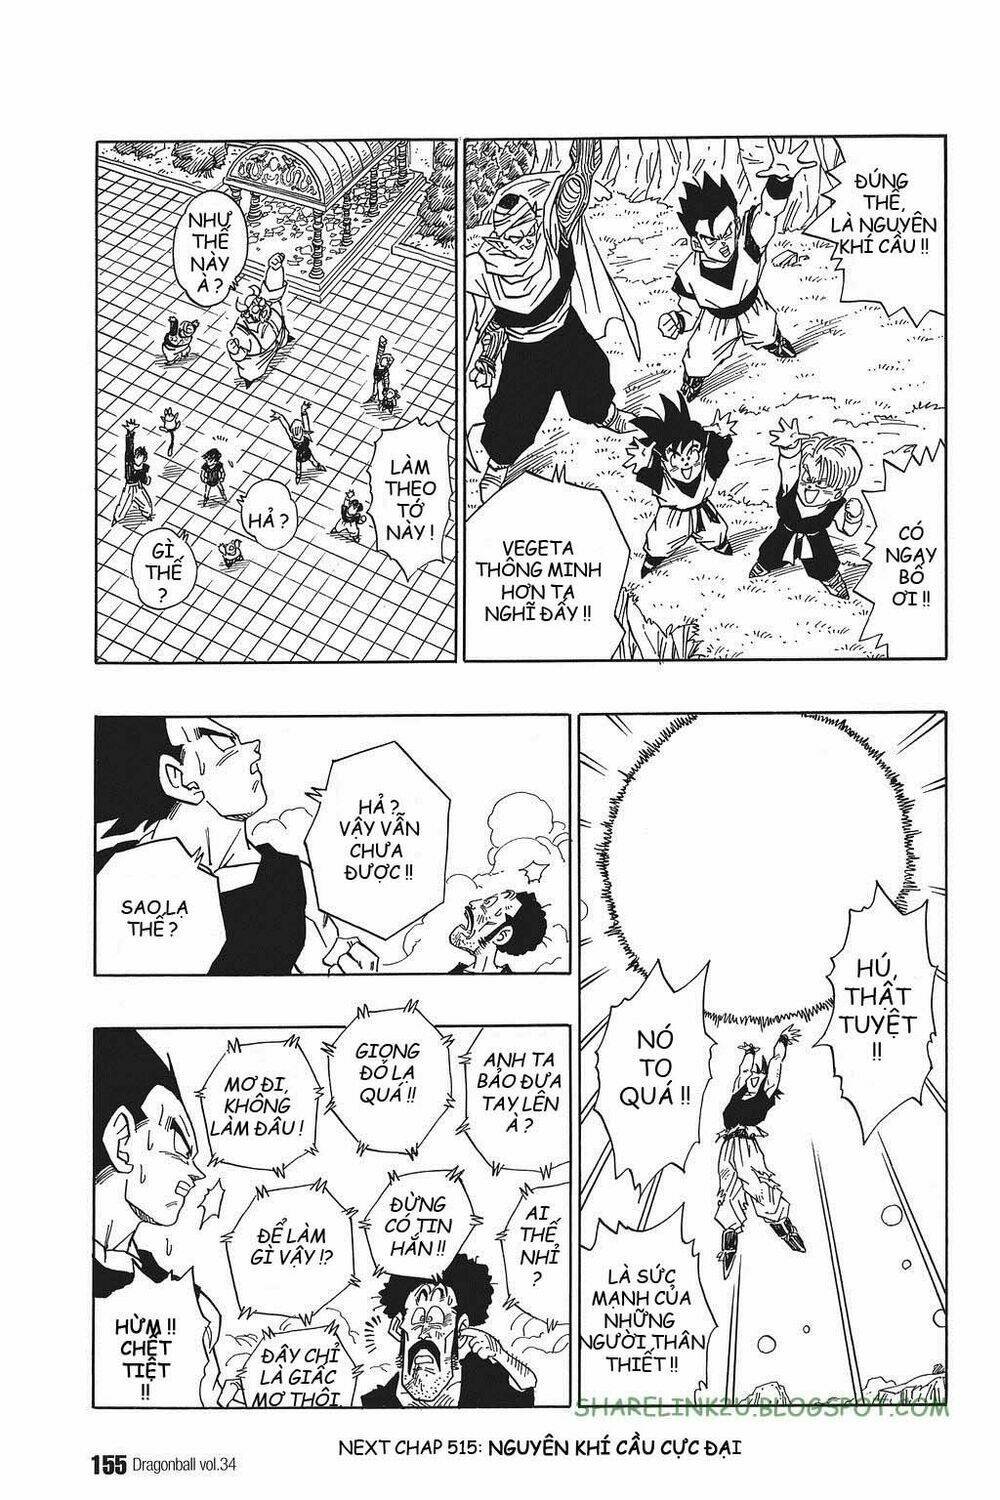 ĐÚNG
THẾ,
LÀ NGUYÊN
KHÍ CẦU !!
CÓ
NGAY
BỐ
ƠI !!
VEGETA
THÔNG MINH
HƠN TA
NGHĨ ĐẤY !!
NHƯ
THẾ
NÀY
À ?
LÀM
THEO
TỚ
NÀY !
HẢ ?
GÌ,
THẾ
?
HÚ,
THẬT
TUYỆT
!!
NÓ
TO
QUÁ !!
LÀ SỨC
MẠNH CỦA
NHỮNG
NGƯỜI THÂN
THIẾT !!
HẢ ?
VẬY VẪN
CHƯA
ĐƯỢC !!
SAO LẠ
THẾ ?
ANH TA
BẢO ĐƯA
TAY LÊN
À ?
GIỌNG
ĐÓ LẠ
QUÁ !!
MƠ ĐI,
KHÔNG
LÀM ĐÂU !
AI
THẾ
NHỈ
?
ĐỪNG
CÓ TIN
HẮN !!
ĐỂ LÀM
GÌ VẬY !?
ĐÂY CHỈ
LÀ GIẤC
MƠ THÔI.
HỪM !!
CHẾT
TIỆT
!!
SHARELINK2U.BLOGSPOT.COM
NEXT CHAP 515: NGUYÊN KHÍ CẦU CỰC ĐẠI
155 Dragonball vol.34